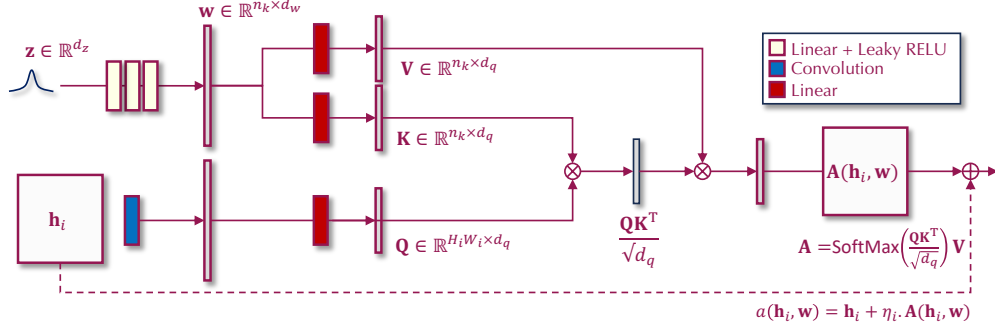 𝐰 ∈ ℝ^{n_k×d_w}
𝐳 ∈ ℝ^{d_z}
𝐕 ∈ ℝ^{n_k×d_q}
𝐊 ∈ ℝ^{n_k×d_q}
Linear + Leaky RELU
Convolution
Linear
𝐡_i
𝐐 ∈ ℝ^{H_iW_i×d_q}
𝐐𝐊^T
√d_q
𝐀(𝐡_i, 𝐰)
𝐀 =SoftMax(𝐐𝐊^T/√d_q) 𝐕
a(𝐡_i, 𝐰) = 𝐡_i + η_i. 𝐀(𝐡_i, 𝐰)